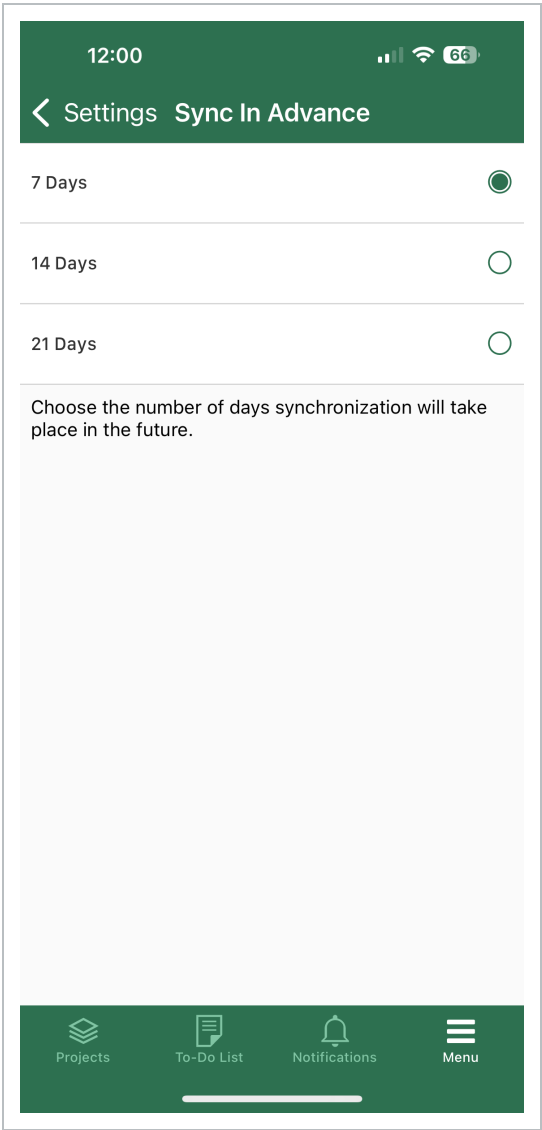 12:00
66
Settings Sync In Advance
7 Days
14 Days
21 Days
Choose the number of days synchronization will take
place in the future.
Projects To-Do List Notifications Menu